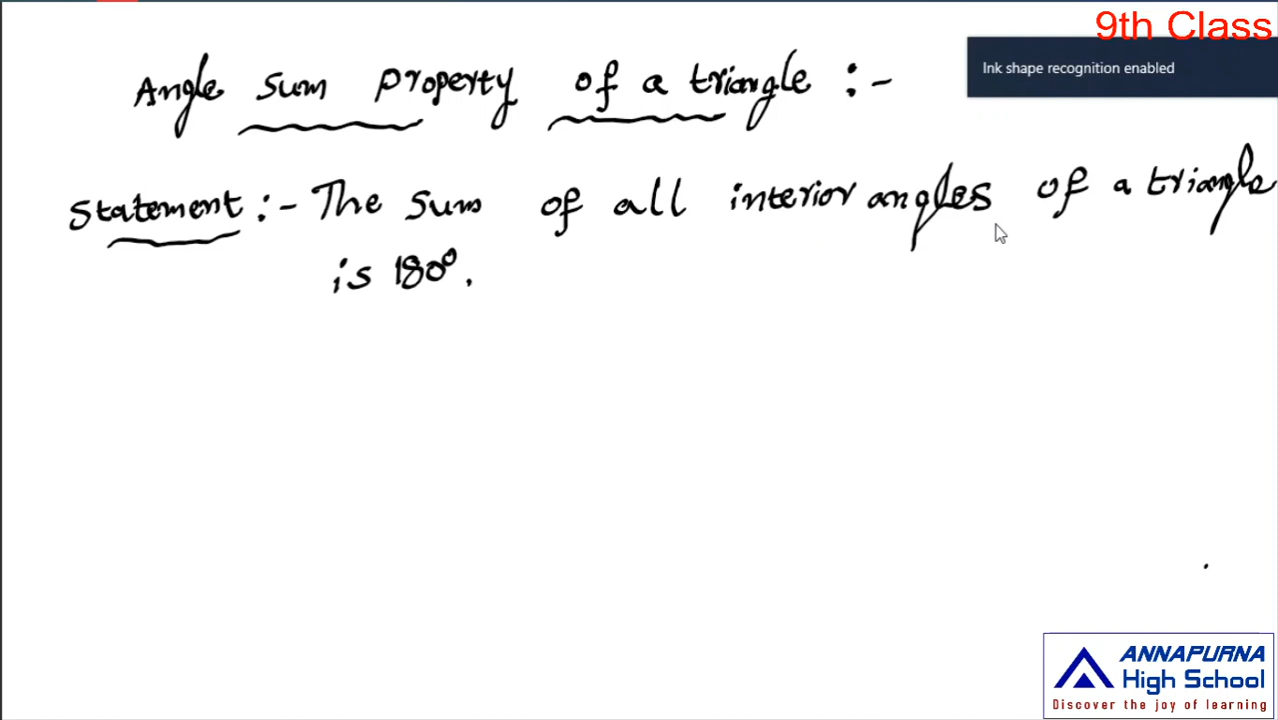 9th Class
Ink shape recognition enabled
Angle sum property of a triangle :-
Statement :- The sum of all interior angles of a triangle
is 180°.
ANNAPURNA
High School
Discover the joy of learning